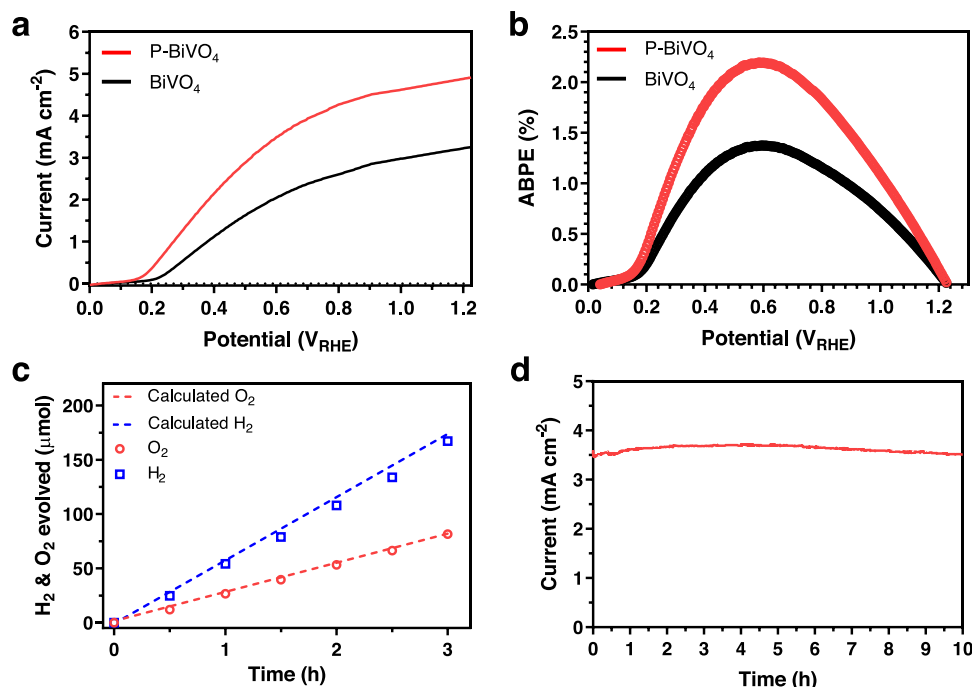 a
P-BiVO4
BiVO4
Current (mA cm-2)
6
5
4
3
2
1
0
0.0 0.2 0.4 0.6 0.8 1.0 1.2
Potential (VRHE)
b
P-BiVO4
BiVO4
ABPE (%)
2.5
2.0
1.5
1.0
0.5
0.0
0.0 0.2 0.4 0.6 0.8 1.0 1.2
Potential (VRHE)
c
Calculated O2
Calculated H2
O2
H2
H2 & O2 evolved (μmol)
200
150
100
50
0
0 1 2 3
Time (h)
d
Current (mA cm-2)
5
4
3
2
1
0
0 1 2 3 4 5 6 7 8 9 10
Time (h)